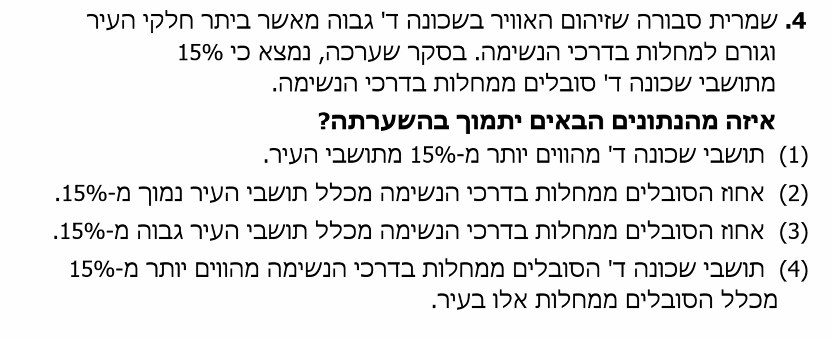 4. שמרית סבורה שזיהום האוויר בשכונה ד' גבוה מאשר ביתר חלקי העיר
וגורם למחלות בדרכי הנשימה. בסקר שערכה, נמצא כי 15%
מתושבי שכונה ד' סובלים ממחלות בדרכי הנשימה.
איזה מהנתונים הבאים יתמוך בהשערתה?
(1) תושבי שכונה ד' מהווים יותר מ-15% מתושבי העיר.
(2) אחוז הסובלים ממחלות בדרכי הנשימה מכלל תושבי העיר נמוך מ-15%.
(3) אחוז הסובלים ממחלות בדרכי הנשימה מכלל תושבי העיר גבוה מ-15%.
(4) תושבי שכונה ד' הסובלים ממחלות בדרכי הנשימה מהווים יותר מ-15%
מכלל הסובלים ממחלות אלו בעיר.